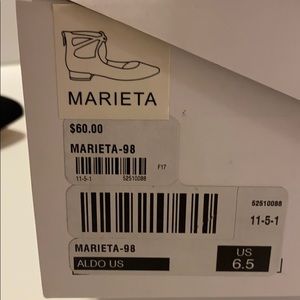 MARIETA
$60.00
MARIETA-98
F17
11-5-1 52510088
52510088
11-5-1
MARIETA-98
ALDO US
US
6.5